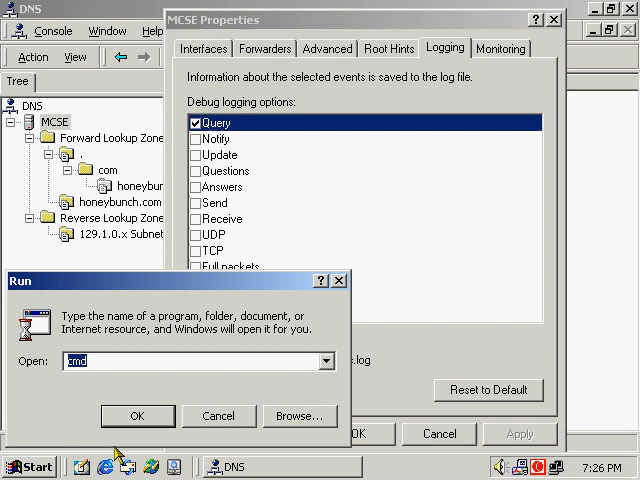 DNS
Console Window Help
Action View
Tree
DNS
MCSE
Forward Lookup Zone
.
com
honeybun
honeybunch.com
Reverse Lookup Zone
129.1.0.x Subnet
MCSE Properties
Interfaces Forwarders Advanced Root Hints Logging Monitoring
Information about the selected events is saved to the log file.
Debug logging options:
Query
Notify
Update
Questions
Answers
Send
Receive
UDP
TCP
Full packets
.log
Reset to Default
OK Cancel Apply
Run
Type the name of a program, folder, document, or
Internet resource, and Windows will open it for you.
Open: cmd
OK Cancel Browse...
Start DNS 7:26 PM